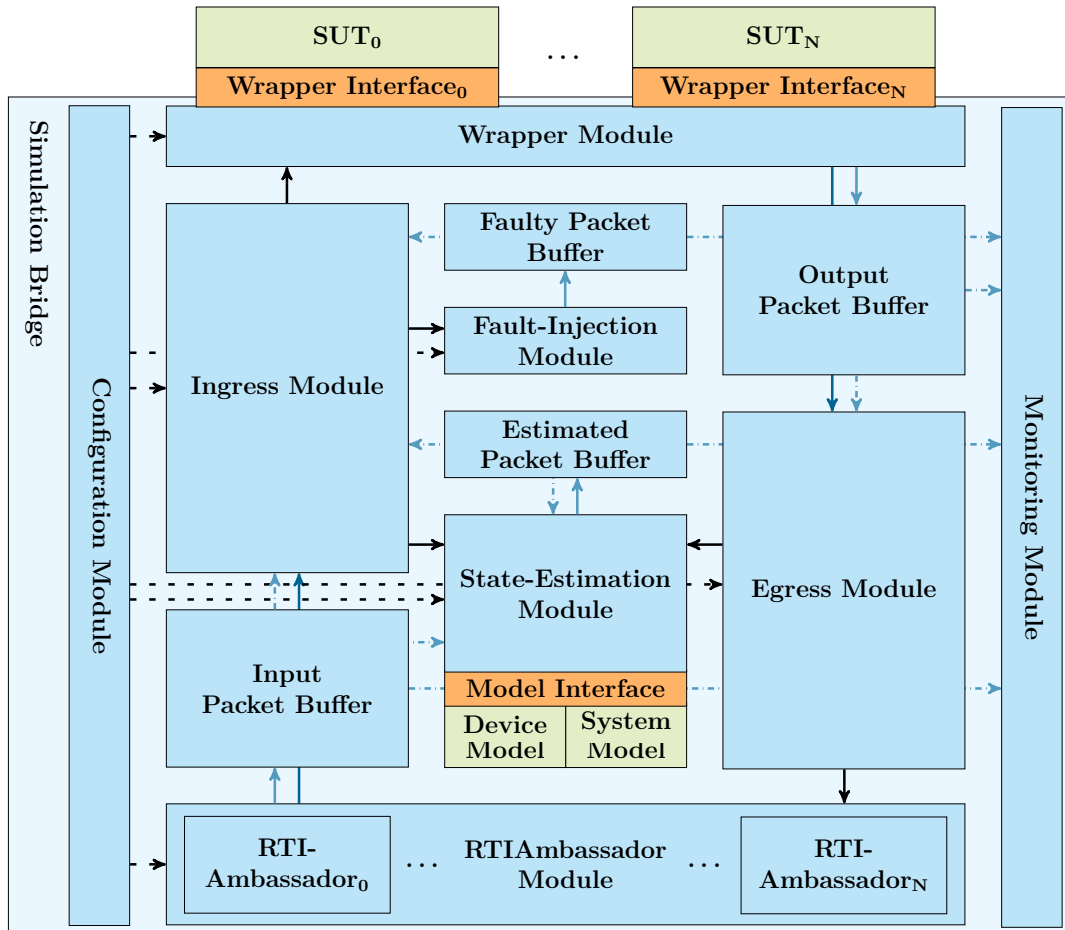 SUT0
...
SUTN
Wrapper Interface0
Wrapper InterfaceN
Simulation Bridge
Configuration Module
Wrapper Module
Monitoring Module
Ingress Module
Faulty Packet
Buffer
Output
Packet Buffer
Fault-Injection
Module
Estimated
Packet Buffer
State-Estimation
Module
Egress Module
Input
Packet Buffer
Model Interface
Device
Model
System
Model
RTI-
Ambassador0
...
RTIAmbassador
Module
...
RTI-
AmbassadorN